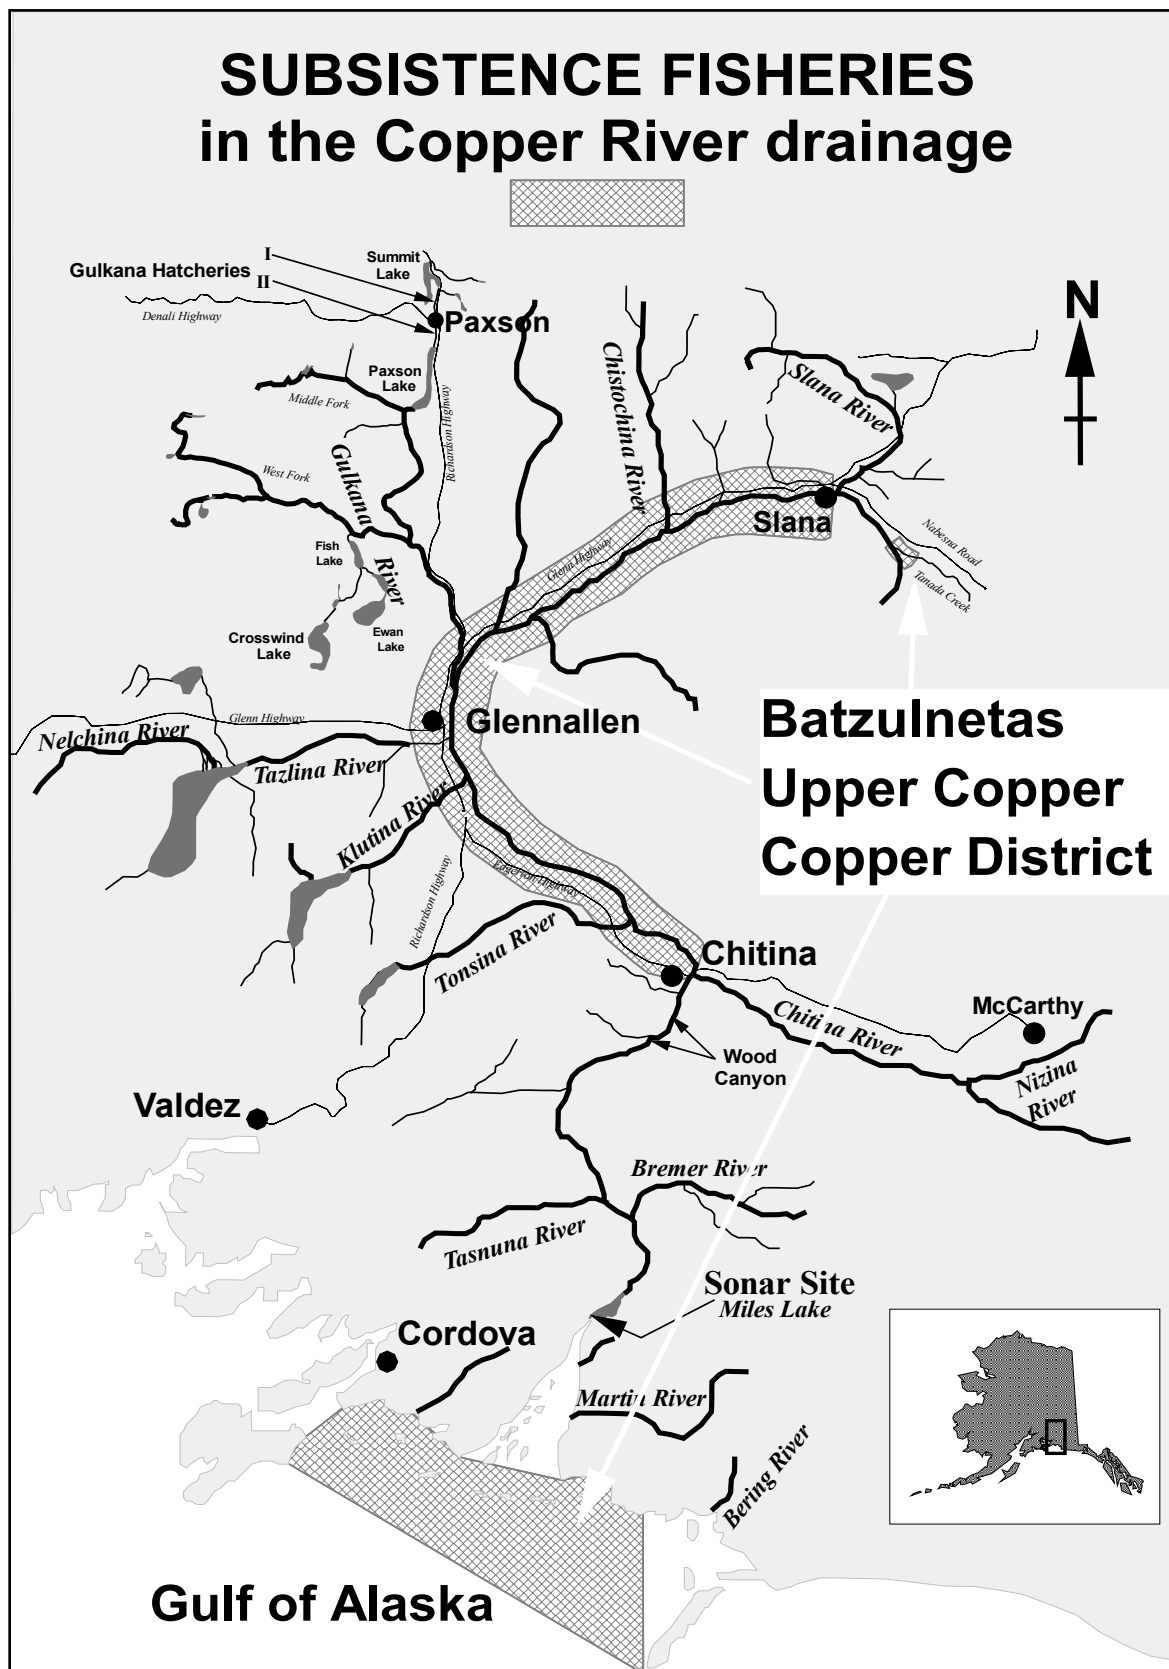 SUBSISTENCE FISHERIES
in the Copper River drainage
I
Gulkana Hatcheries
II
Summit
Lake
Denali Highway
Paxson
N
Paxson
Lake
Middle Fork
Richardson Highway
Chistochina River
Slana River
Gulkana
River
West Fork
Slana
Nabesna Road
Tanada Creek
Glenn Highway
Fish
Lake
Ewan
Lake
Crosswind
Lake
Glenn Highway
Nelchina River
Tazlina River
Glennallen
Batzulnetas
Upper Copper
Copper District
Klutina River
Richardson Highway
Edgerton Highway
Tonsina River
Chitina
McCarthy
Chitina River
Wood
Canyon
Nizina
River
Valdez
Bremer River
Tasnuna River
Sonar Site
Miles Lake
Cordova
Martin River
Bering River
Gulf of Alaska